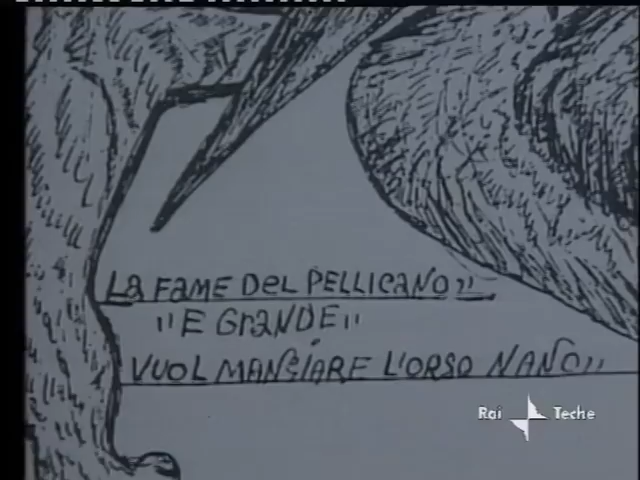 La FaME DeL PELLICANO"
"E GraNDE"
VUOL MANGiARE L'ORSO NANO"
Rai Teche